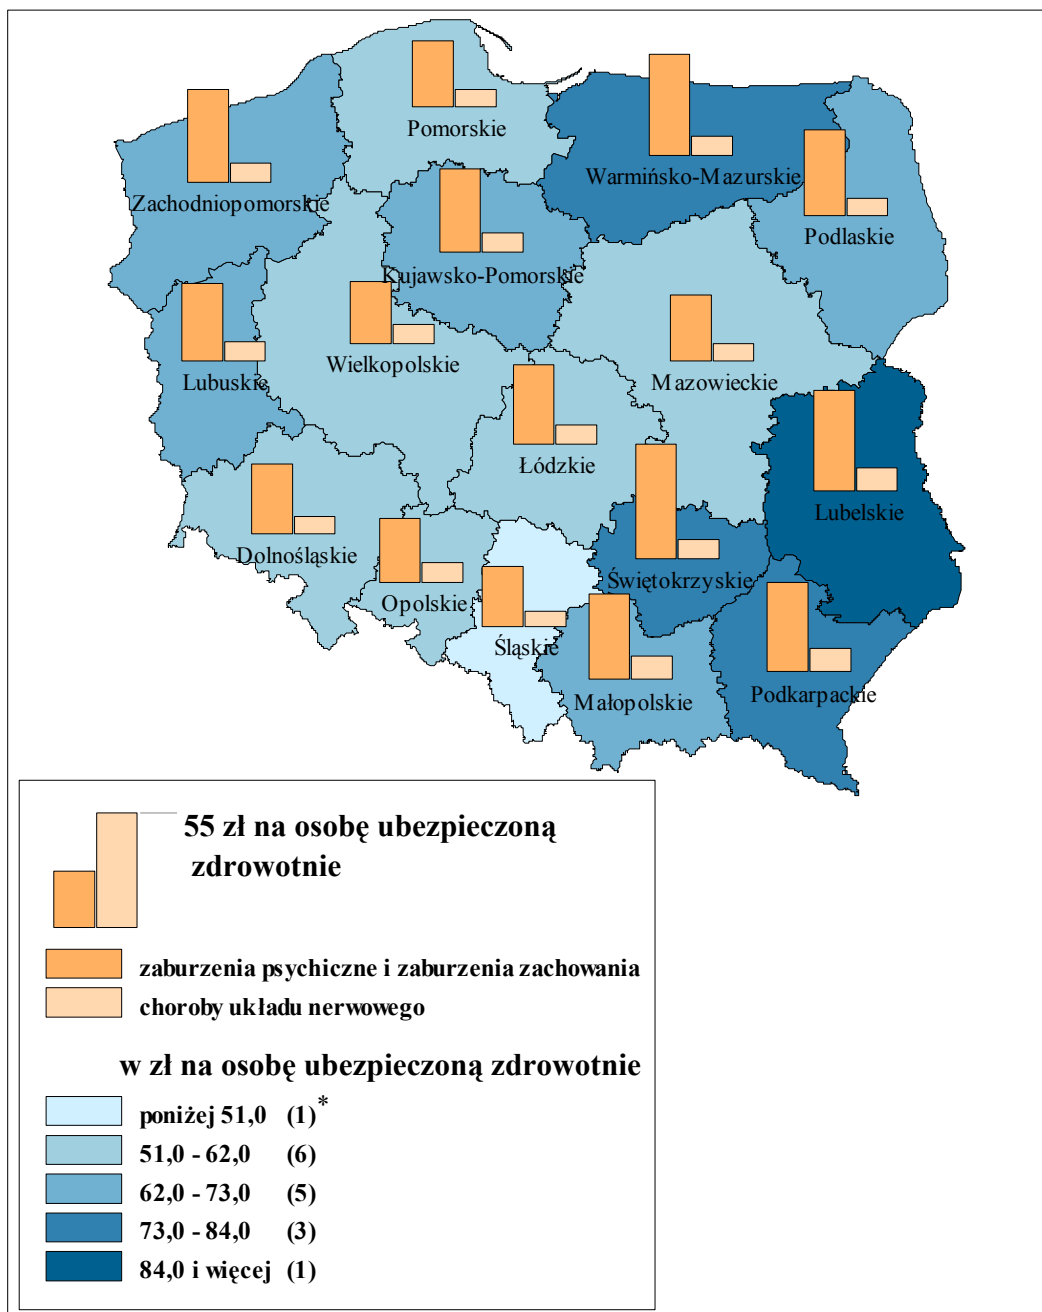 Pomorskie
Warmińsko-Mazurskie
Zachodniopomorskie
Podlaskie
Kujawsko-Pomorskie
Wielkopolskie
Mazowieckie
Lubuskie
Łódzkie
Lubelskie
Dolnośląskie
Świętokrzyskie
Opolskie
Śląskie
Małopolskie
Podkarpackie
55 zł na osobę ubezpieczoną
zdrowotnie
zaburzenia psychiczne i zaburzenia zachowania
choroby układu nerwowego
w zł na osobę ubezpieczoną zdrowotnie
poniżej 51,0 (1)*
51,0 - 62,0 (6)
62,0 - 73,0 (5)
73,0 - 84,0 (3)
84,0 i więcej (1)